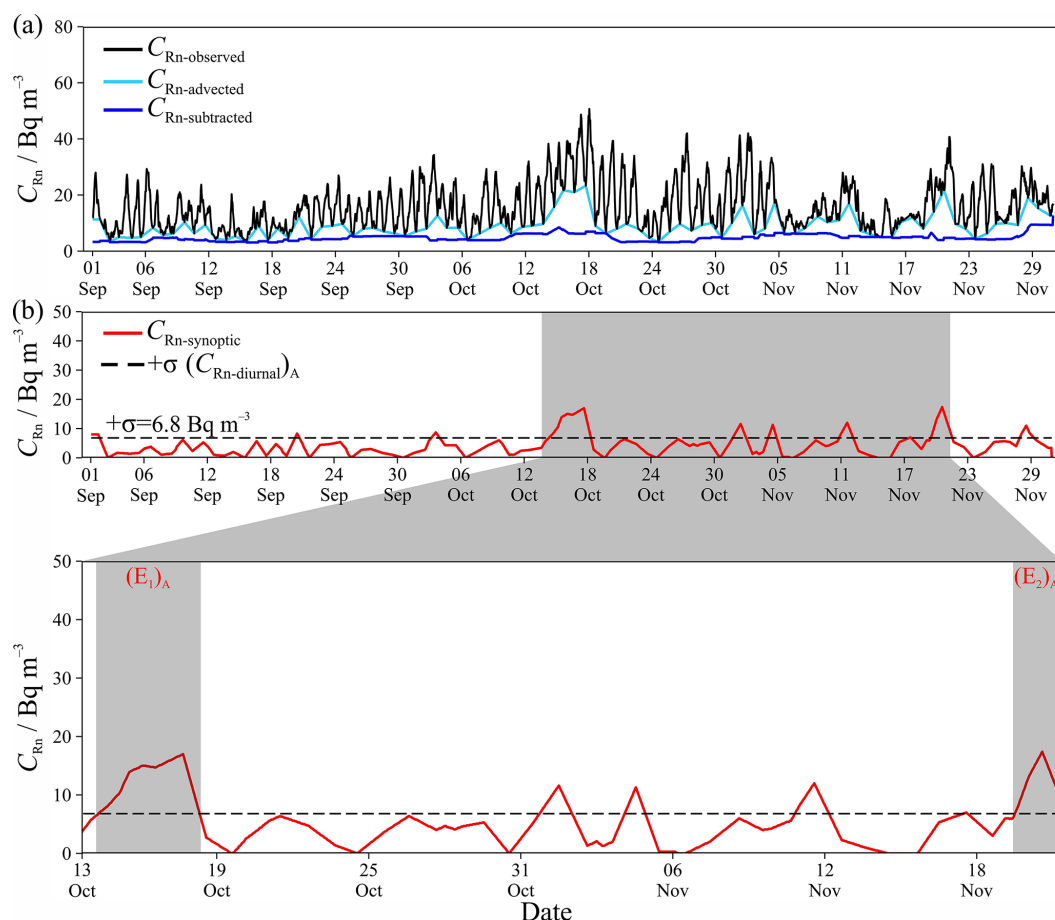 (a)
80
60
40
20
0
C_Rn / Bq m⁻³
C_Rn-observed
C_Rn-advected
C_Rn-subtracted
01 06 12 18 24 30 06 12 18 24 30 05 11 17 23 29
Sep Sep Sep Sep Sep Sep Oct Oct Oct Oct Oct Nov Nov Nov Nov Nov
(b)
50
40
30
20
10
0
C_Rn / Bq m⁻³
C_Rn-synoptic
+σ (C_Rn-diurnal)_A
+σ=6.8 Bq m⁻³
01 06 12 18 24 30 06 12 18 24 30 05 11 17 23 29
Sep Sep Sep Sep Sep Sep Oct Oct Oct Oct Oct Nov Nov Nov Nov Nov
50
40
30
20
10
0
C_Rn / Bq m⁻³
(E₁)_A (E₂)_A
13 19 25 31 06 12 18
Oct Oct Oct Oct Nov Nov Nov
Date